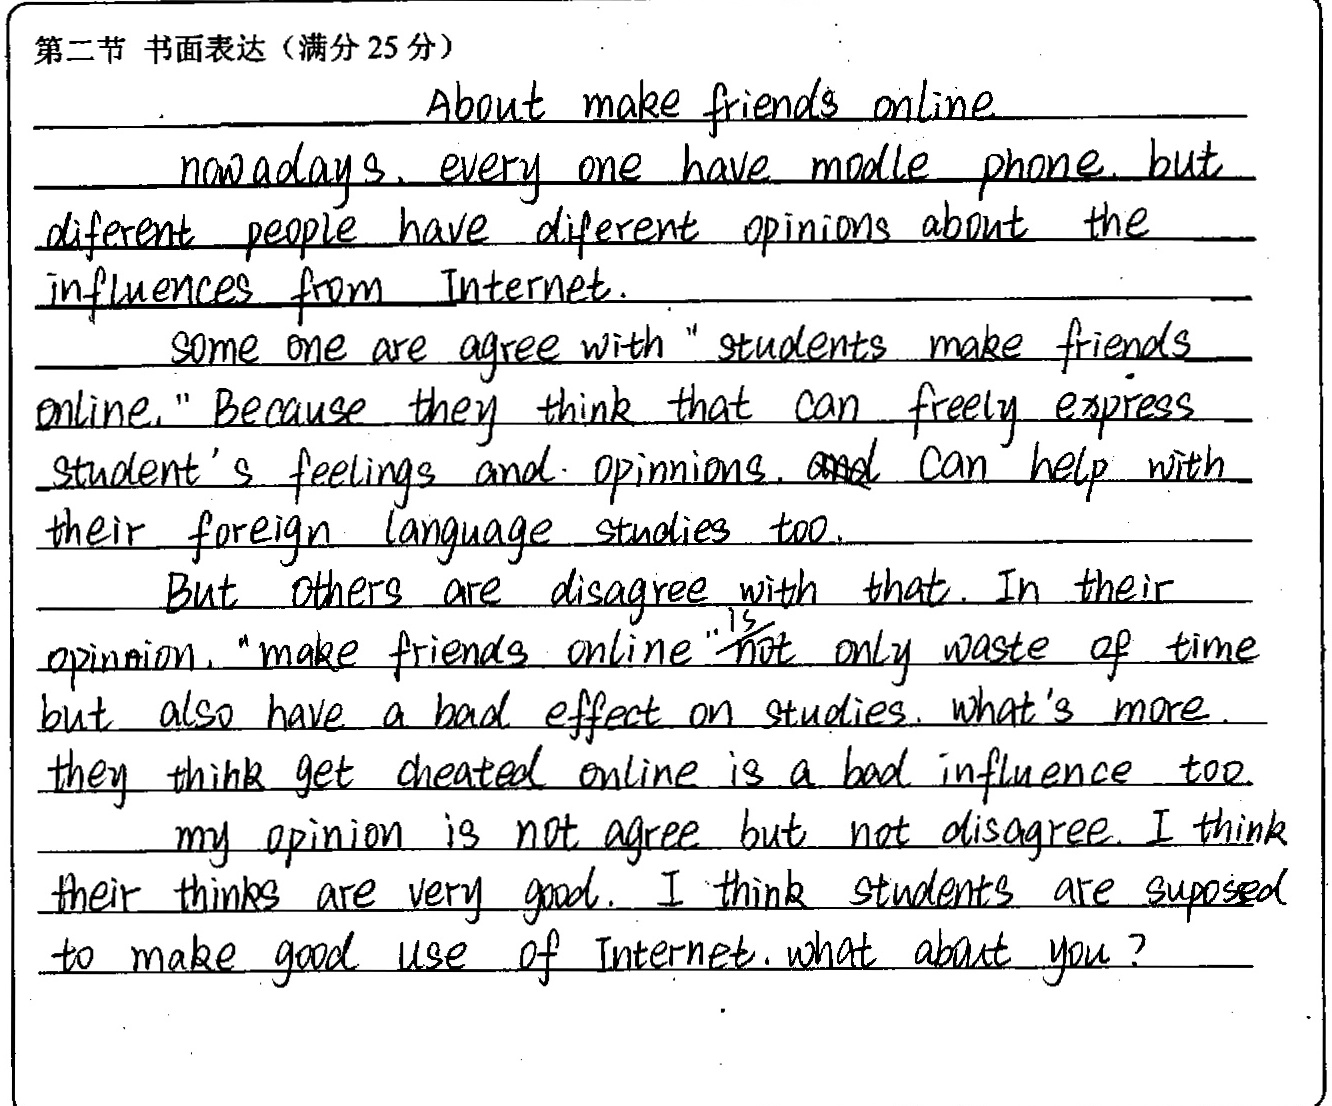 第二节 书面表达（满分 25 分）
About make friends online
nowadays, every one have modle phone. but
diferent people have diferent opinions about the
influences from Internet.
some one are agree with "students make friends
online." Because they think that can freely express
student's feelings and opinnions. and can help with
their foreign language studies too.
But others are disagree with that. In their
opinnion, "make friends online" is not only waste of time
but also have a bad effect on studies. what's more.
they think get cheated online is a bad influence too.
my opinion is not agree but not disagree. I think
their thinks are very good. I think students are suposed
to make good use of Internet. what about you?